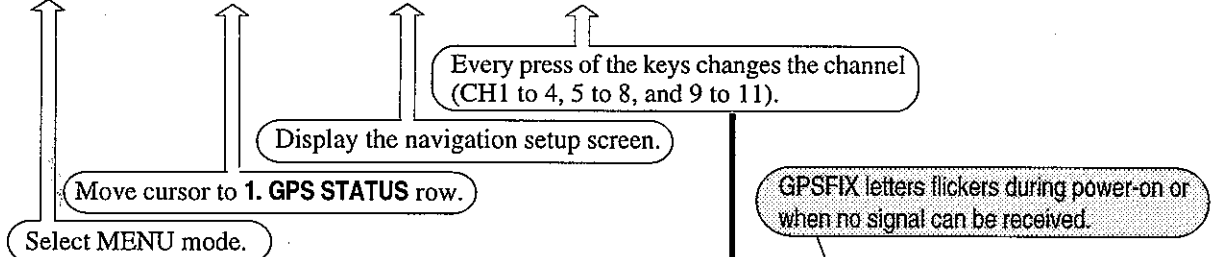 Every press of the keys changes the channel
(CH1 to 4, 5 to 8, and 9 to 11).
Display the navigation setup screen.
Move cursor to 1. GPS STATUS row.
Select MENU mode.
GPSFIX letters flickers during power-on or
when no signal can be received.